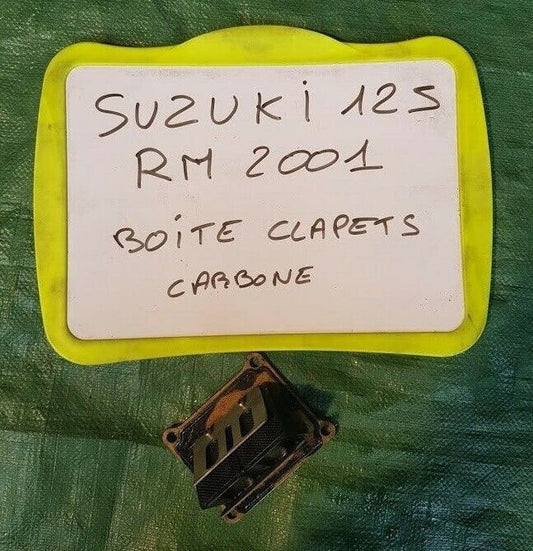 SUZUKi 125
RM 2001
BOiTE CLAPETS
CARBONE